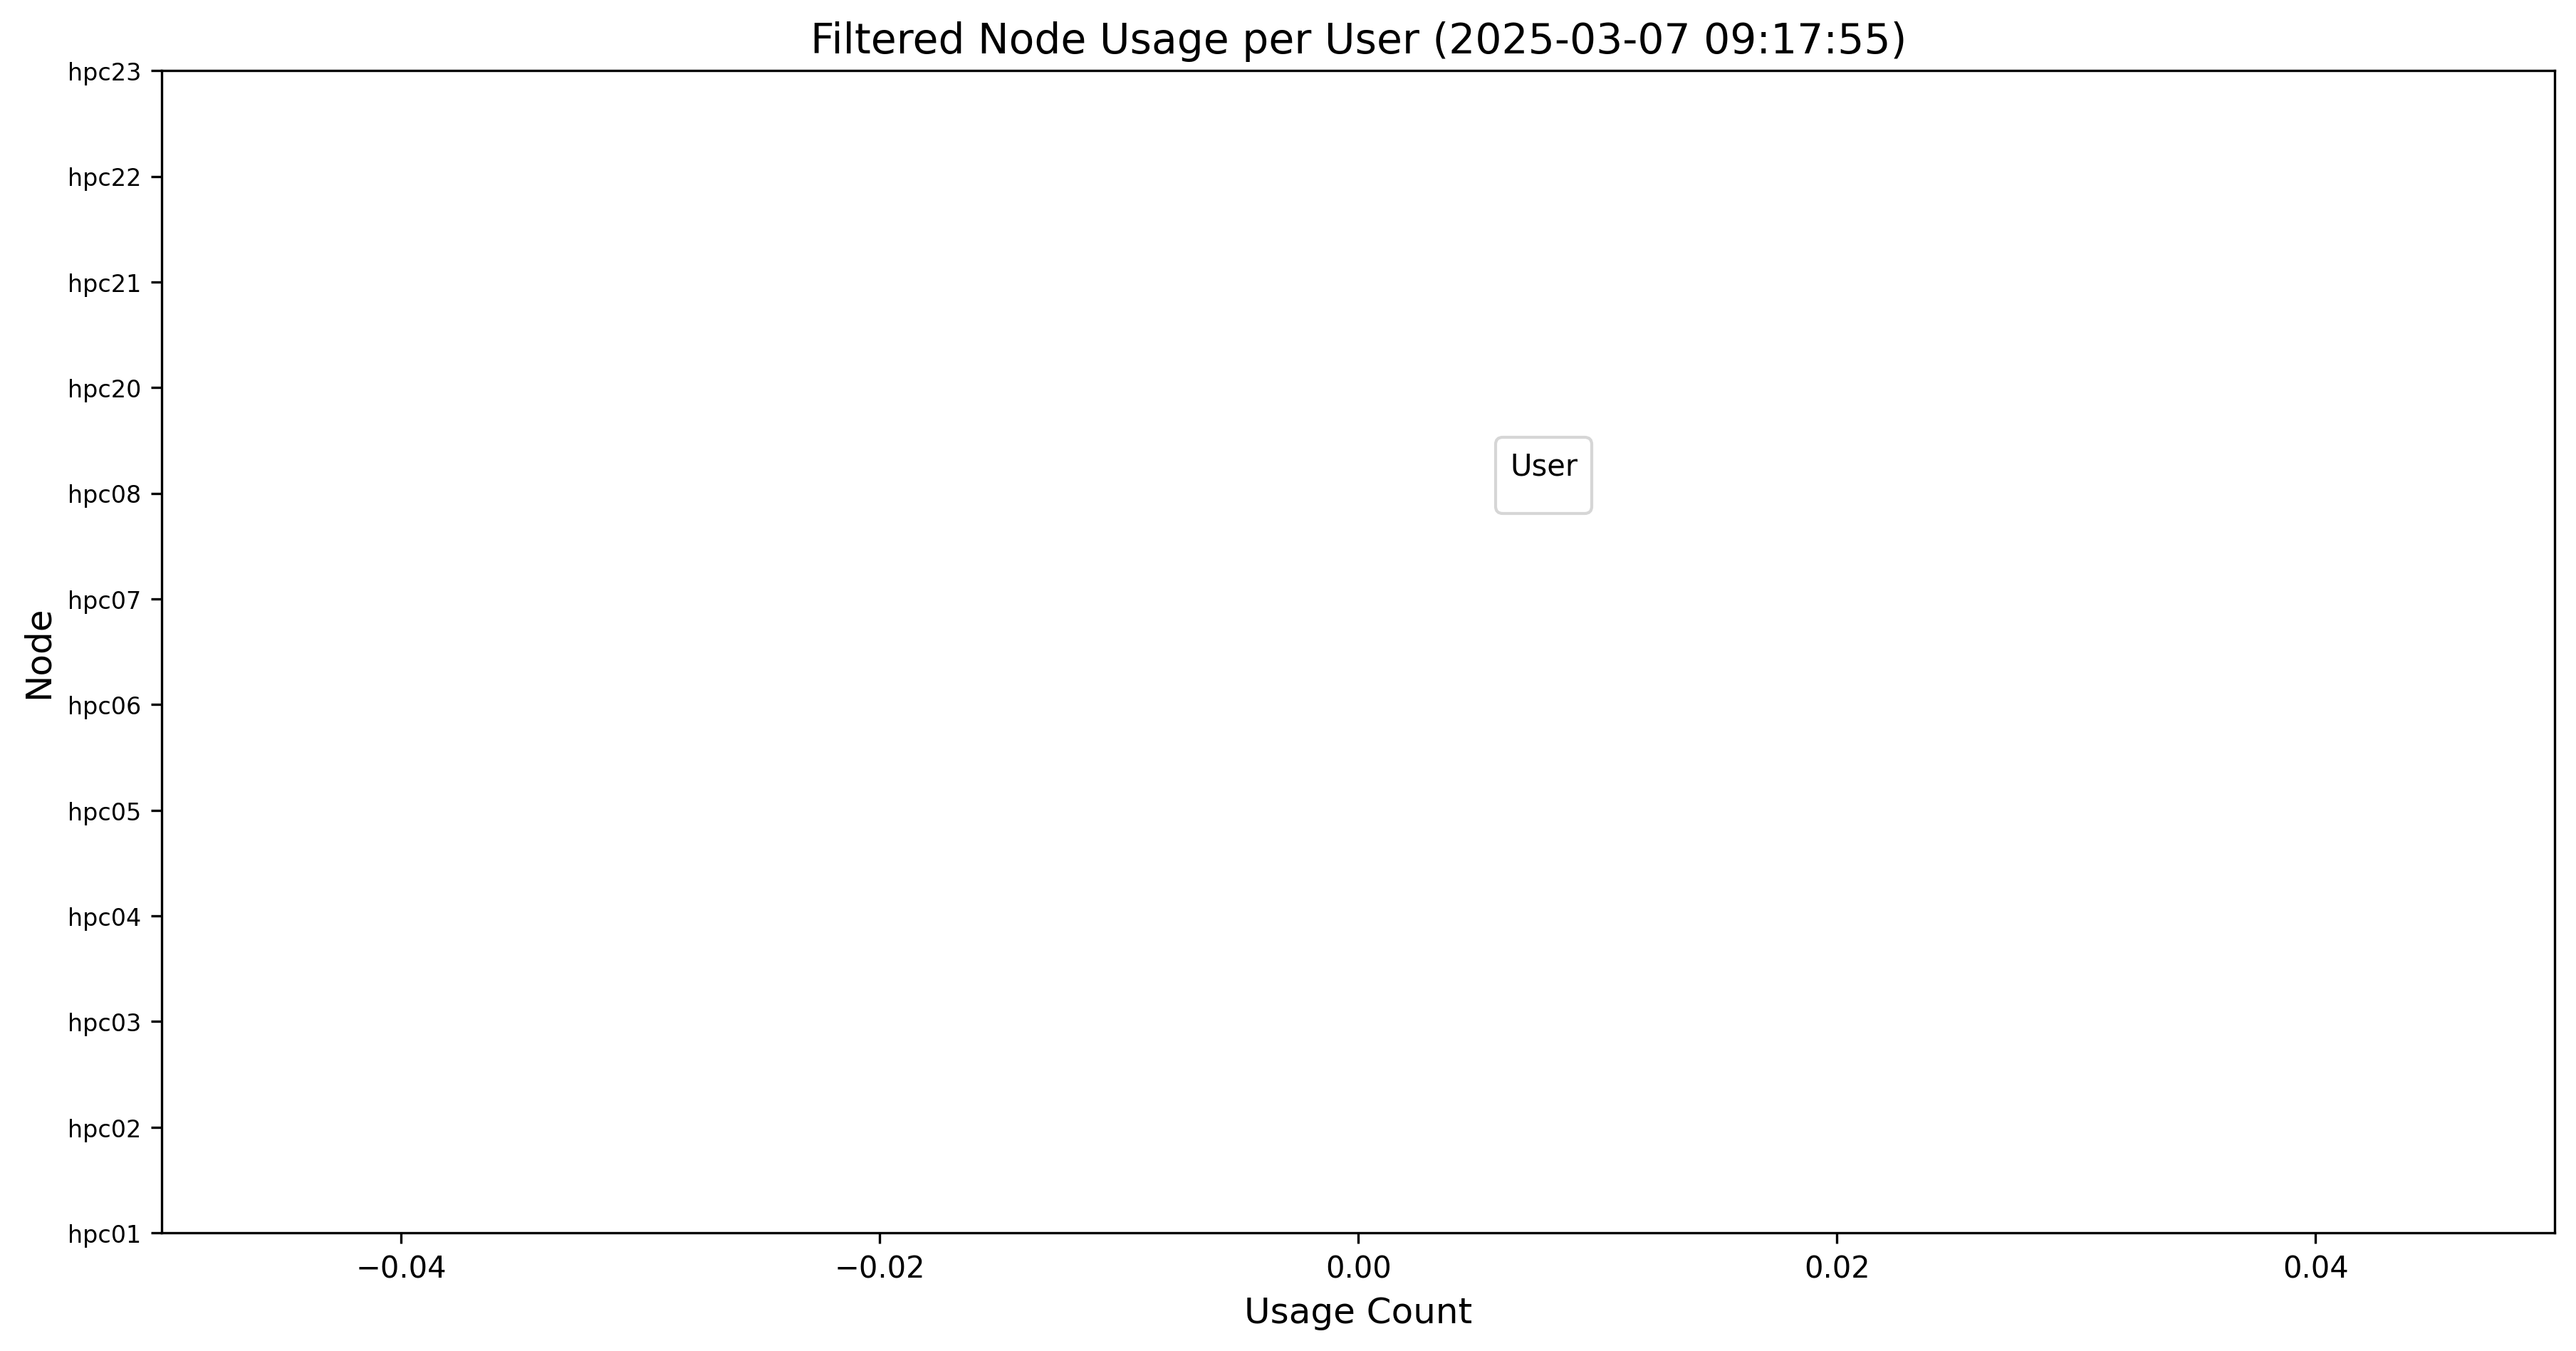 Filtered Node Usage per User (2025-03-07 09:17:55)
hpc23
hpc22
hpc21
hpc20
hpc08
hpc07
hpc06
hpc05
hpc04
hpc03
hpc02
hpc01
Node
User
−0.04 −0.02 0.00 0.02 0.04
Usage Count